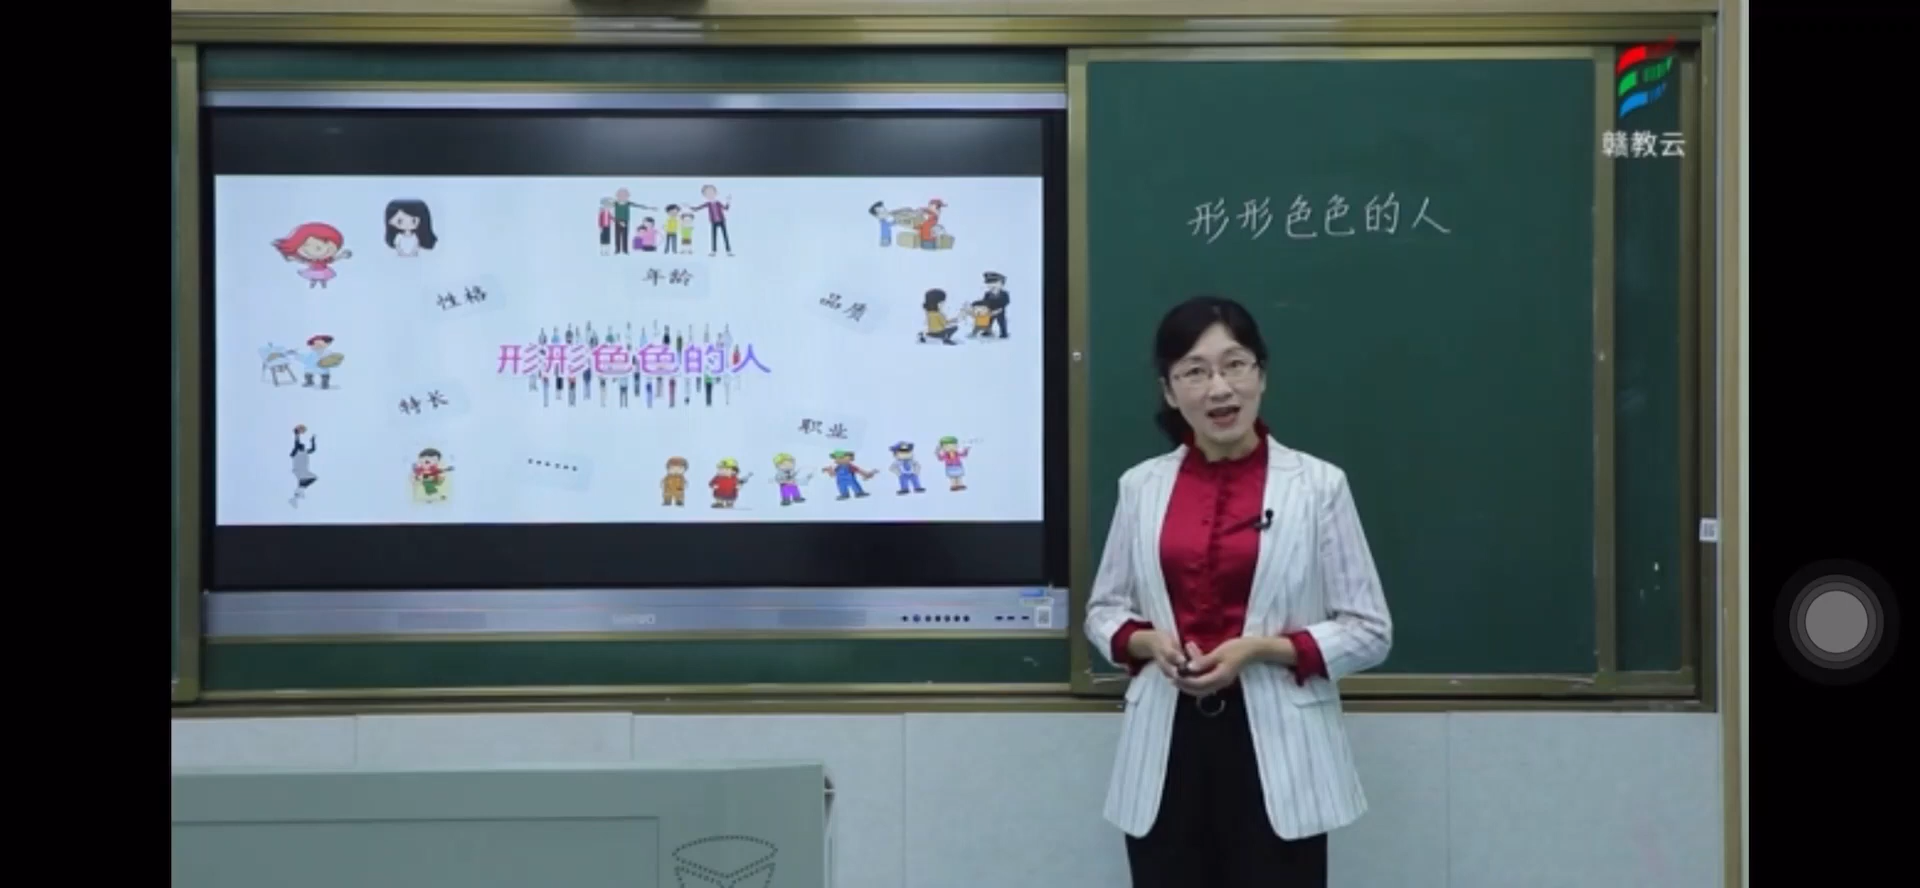 赣教云
形形色色的人
年龄
性格
品质
形形色色的人
特长
职业
……